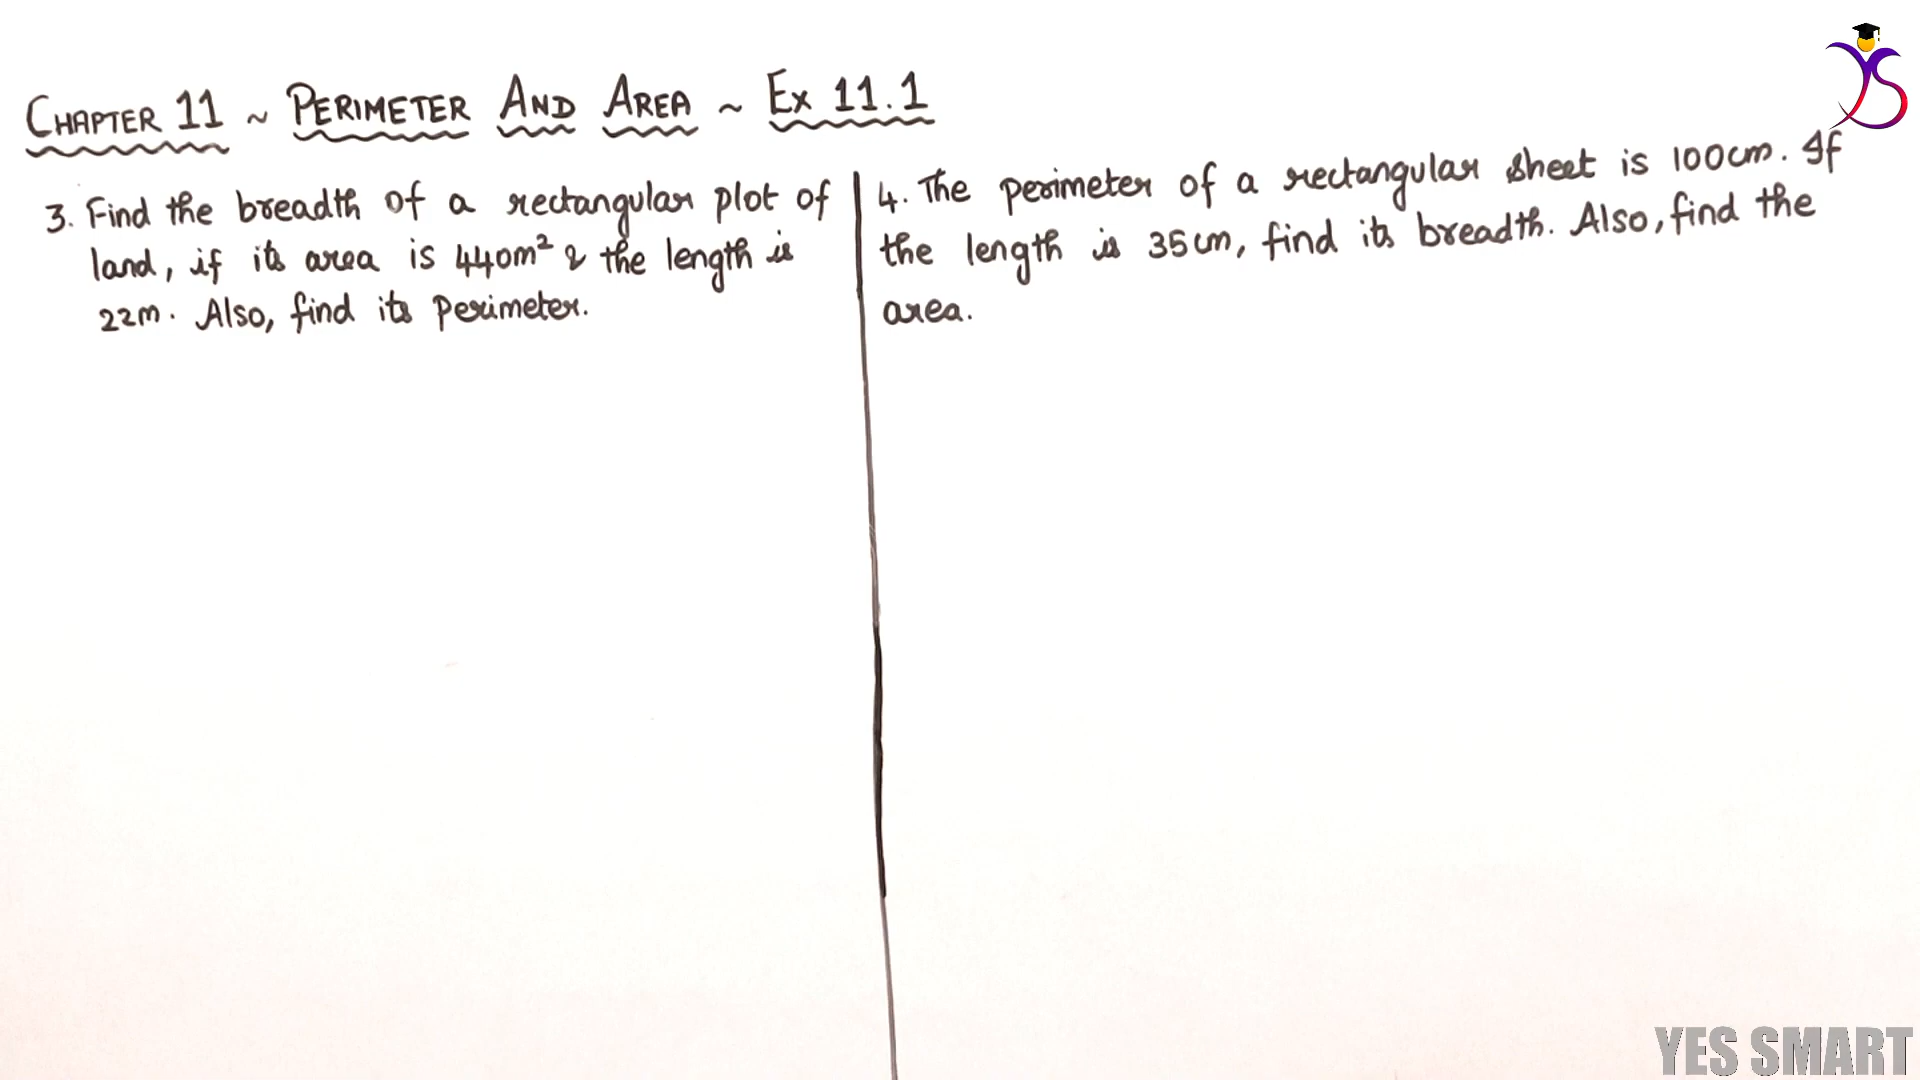 CHAPTER 11 ~ PERIMETER AND AREA ~ Ex 11.1
3. Find the breadth of a rectangular plot of
land, if its area is 440m² & the length is
22m. Also, find its perimeter.
4. The perimeter of a rectangular sheet is 100cm. If
the length is 35cm, find its breadth. Also, find the
area.
YS
YES SMART